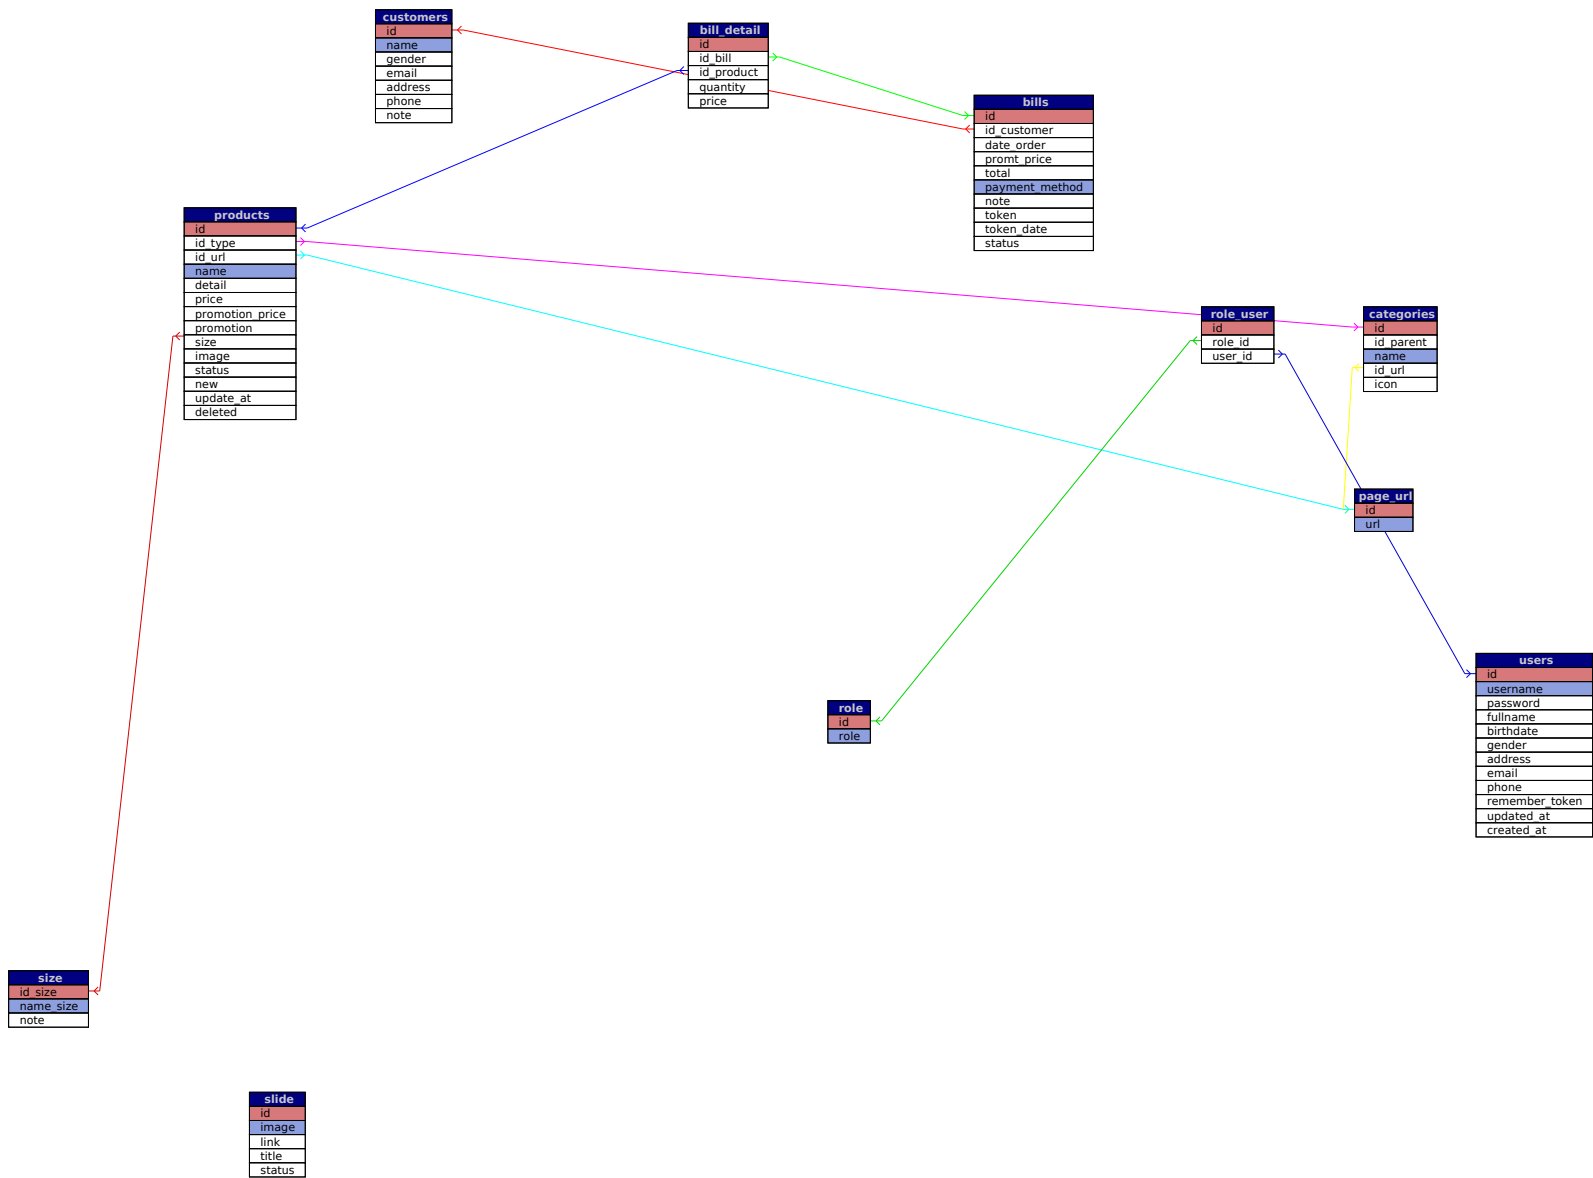 customers
id
name
gender
email
address
phone
note
bill_detail
id
id_bill
id_product
quantity
price
bills
id
id_customer
date_order
promt_price
total
payment_method
note
token
token_date
status
products
id
id_type
id_url
name
detail
price
promotion_price
promotion
size
image
status
new
update_at
deleted
role_user
id
role_id
user_id
categories
id
id_parent
name
id_url
icon
page_url
id
url
users
id
username
password
fullname
birthdate
gender
address
email
phone
remember_token
updated_at
created_at
role
id
role
size
id_size
name_size
note
slide
id
image
link
title
status